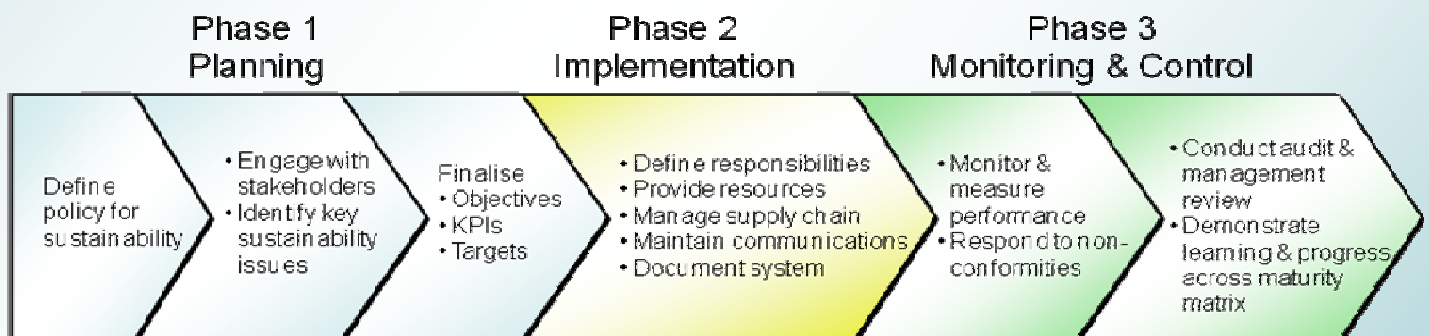 Phase 1
Planning
Phase 2
Implementation
Phase 3
Monitoring & Control
Define
policy for
sustainability
• Engage with
stakeholders
• Identify key
sustainability
issues
Finalise
• Objectives
• KPIs
• Targets
• Define responsibilities
• Provide resources
• Manage supply chain
• Maintain communications
• Document system
• Monitor &
measure
performance
• Respond to non-
conformities
• Conduct audit &
management
review
• Demonstrate
learning & progress
across maturity
matrix